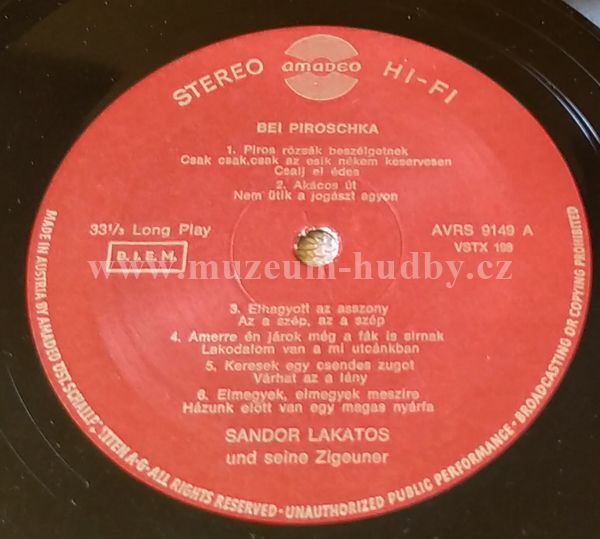 STEREO amadeo HI-FI
BEI PIROSCHKA
1. Piros rózsák beszélgetnek
Csak csak,csak az esik nékem keservesen
Csalj el édes
2. Akácos út
Nem ütik a jogászt agyon
33⅓ Long Play
AVRS 9149 A
B.I.E.M.
VSTX 198
www.muzeum-hudby.cz
3. Elhagyott az asszony
Az a szép, az a szép
4. Amerre én járok még a fák is sirnak
Lakodalom van a mi utcánkban
5. Keresek egy csendes zugot
Várhat az a lány
6. Elmegyek, elmegyek meszire
Házunk elött van egy magas nyárfa
SANDOR LAKATOS
und seine Zigeuner
MADE IN AUSTRIA BY AMADEO ÖST. SCHALLPLATTEN A-G-ALL RIGHTS RESERVED-UNAUTHORIZED PUBLIC PERFORMANCE-BROADCASTING OR COPYING PROHIBITED